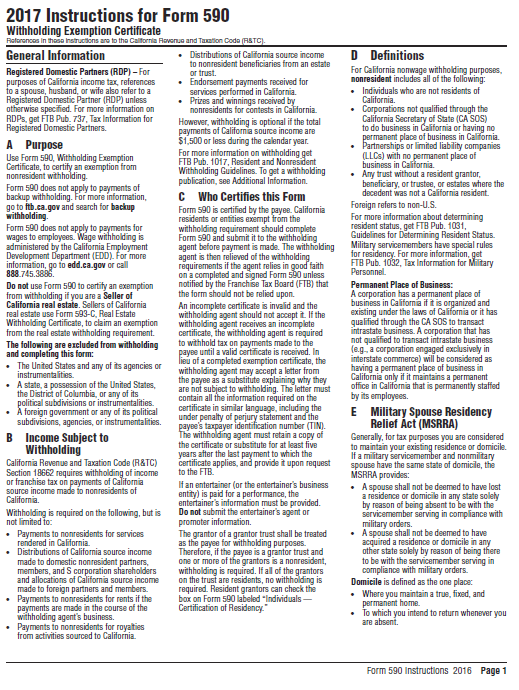 2017 Instructions for Form 590
Withholding Exemption Certificate
References in these instructions are to the California Revenue and Taxation Code (R&TC).
General Information
Registered Domestic Partners (RDP) – For
purposes of California income tax, references
to a spouse, husband, or wife also refer to a
Registered Domestic Partner (RDP) unless
otherwise specified. For more information on
RDPs, get FTB Pub. 737, Tax Information for
Registered Domestic Partners.
A Purpose
Use Form 590, Withholding Exemption
Certificate, to certify an exemption from
nonresident withholding.
Form 590 does not apply to payments of
backup withholding. For more information,
go to ftb.ca.gov and search for backup
withholding.
Form 590 does not apply to payments for
wages to employees. Wage withholding is
administered by the California Employment
Development Department (EDD). For more
information, go to edd.ca.gov or call
888.745.3886.
Do not use Form 590 to certify an exemption
from withholding if you are a Seller of
California real estate. Sellers of California
real estate use Form 593-C, Real Estate
Withholding Certificate, to claim an exemption
from the real estate withholding requirement.
The following are excluded from withholding
and completing this form:
• The United States and any of its agencies or
instrumentalities.
• A state, a possession of the United States,
the District of Columbia, or any of its
political subdivisions or instrumentalities.
• A foreign government or any of its political
subdivisions, agencies, or instrumentalities.
B Income Subject to
Withholding
California Revenue and Taxation Code (R&TC)
Section 18662 requires withholding of income
or franchise tax on payments of California
source income made to nonresidents of
California.
Withholding is required on the following, but is
not limited to:
• Payments to nonresidents for services
rendered in California.
• Distributions of California source income
made to domestic nonresident partners,
members, and S corporation shareholders
and allocations of California source income
made to foreign partners and members.
• Payments to nonresidents for rents if the
payments are made in the course of the
withholding agent's business.
• Payments to nonresidents for royalties
from activities sourced to California.
• Distributions of California source income
to nonresident beneficiaries from an estate
or trust.
• Endorsement payments received for
services performed in California.
• Prizes and winnings received by
nonresidents for contests in California.
However, withholding is optional if the total
payments of California source income are
$1,500 or less during the calendar year.
For more information on withholding get
FTB Pub. 1017, Resident and Nonresident
Withholding Guidelines. To get a withholding
publication, see Additional Information.
C Who Certifies this Form
Form 590 is certified by the payee. California
residents or entities exempt from the
withholding requirement should complete
Form 590 and submit it to the withholding
agent before payment is made. The withholding
agent is then relieved of the withholding
requirements if the agent relies in good faith
on a completed and signed Form 590 unless
notified by the Franchise Tax Board (FTB) that
the form should not be relied upon.
An incomplete certificate is invalid and the
withholding agent should not accept it. If the
withholding agent receives an incomplete
certificate, the withholding agent is required
to withhold tax on payments made to the
payee until a valid certificate is received. In
lieu of a completed exemption certificate, the
withholding agent may accept a letter from
the payee as a substitute explaining why they
are not subject to withholding. The letter must
contain all the information required on the
certificate in similar language, including the
under penalty of perjury statement and the
payee's taxpayer identification number (TIN).
The withholding agent must retain a copy of
the certificate or substitute for at least five
years after the last payment to which the
certificate applies, and provide it upon request
to the FTB.
If an entertainer (or the entertainer's business
entity) is paid for a performance, the
entertainer's information must be provided.
Do not submit the entertainer's agent or
promoter information.
The grantor of a grantor trust shall be treated
as the payee for withholding purposes.
Therefore, if the payee is a grantor trust and
one or more of the grantors is a nonresident,
withholding is required. If all of the grantors
on the trust are residents, no withholding is
required. Resident grantors can check the
box on Form 590 labeled "Individuals —
Certification of Residency."
D Definitions
For California nonwage withholding purposes,
nonresident includes all of the following:
• Individuals who are not residents of
California.
• Corporations not qualified through the
California Secretary of State (CA SOS)
to do business in California or having no
permanent place of business in California.
• Partnerships or limited liability companies
(LLCs) with no permanent place of
business in California.
• Any trust without a resident grantor,
beneficiary, or trustee, or estates where the
decedent was not a California resident.
Foreign refers to non-U.S.
For more information about determining
resident status, get FTB Pub. 1031,
Guidelines for Determining Resident Status.
Military servicemembers have special rules
for residency. For more information, get
FTB Pub. 1032, Tax Information for Military
Personnel.
Permanent Place of Business:
A corporation has a permanent place of
business in California if it is organized and
existing under the laws of California or it has
qualified through the CA SOS to transact
intrastate business. A corporation that has
not qualified to transact intrastate business
(e.g., a corporation engaged exclusively in
interstate commerce) will be considered as
having a permanent place of business in
California only if it maintains a permanent
office in California that is permanently staffed
by its employees.
E Military Spouse Residency
Relief Act (MSRRA)
Generally, for tax purposes you are considered
to maintain your existing residence or domicile.
If a military servicemember and nonmilitary
spouse have the same state of domicile, the
MSRRA provides:
• A spouse shall not be deemed to have lost
a residence or domicile in any state solely
by reason of being absent to be with the
servicemember serving in compliance with
military orders.
• A spouse shall not be deemed to have
acquired a residence or domicile in any
other state solely by reason of being there
to be with the servicemember serving in
compliance with military orders.
Domicile is defined as the one place:
• Where you maintain a true, fixed, and
permanent home.
• To which you intend to return whenever you
are absent.
Form 590 Instructions 2016 Page 1